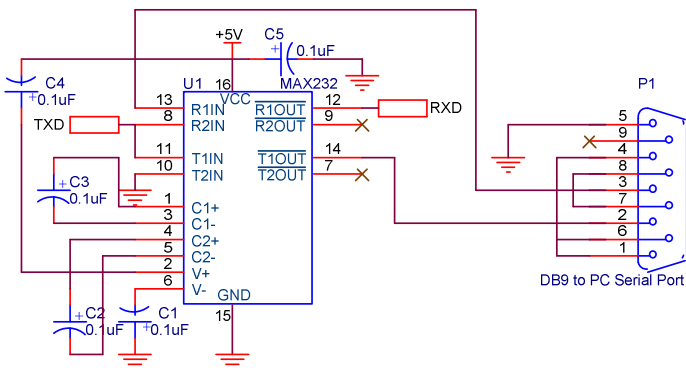 +5V
C5
0.1uF
+
C4
+0.1uF
U1
MAX232
P1
16
VCC
13
R1IN
R1OUT
12
RXD
TXD
8
R2IN
R2OUT
9
5
9
11
T1IN
T1OUT
14
4
10
T2IN
T2OUT
7
8
C3
+
0.1uF
3
1
C1+
7
3
C1-
2
4
C2+
6
5
C2-
1
2
V+
6
V-
DB9 to PC Serial Port
GND
15
C2
+
0.1uF
C1
+
0.1uF